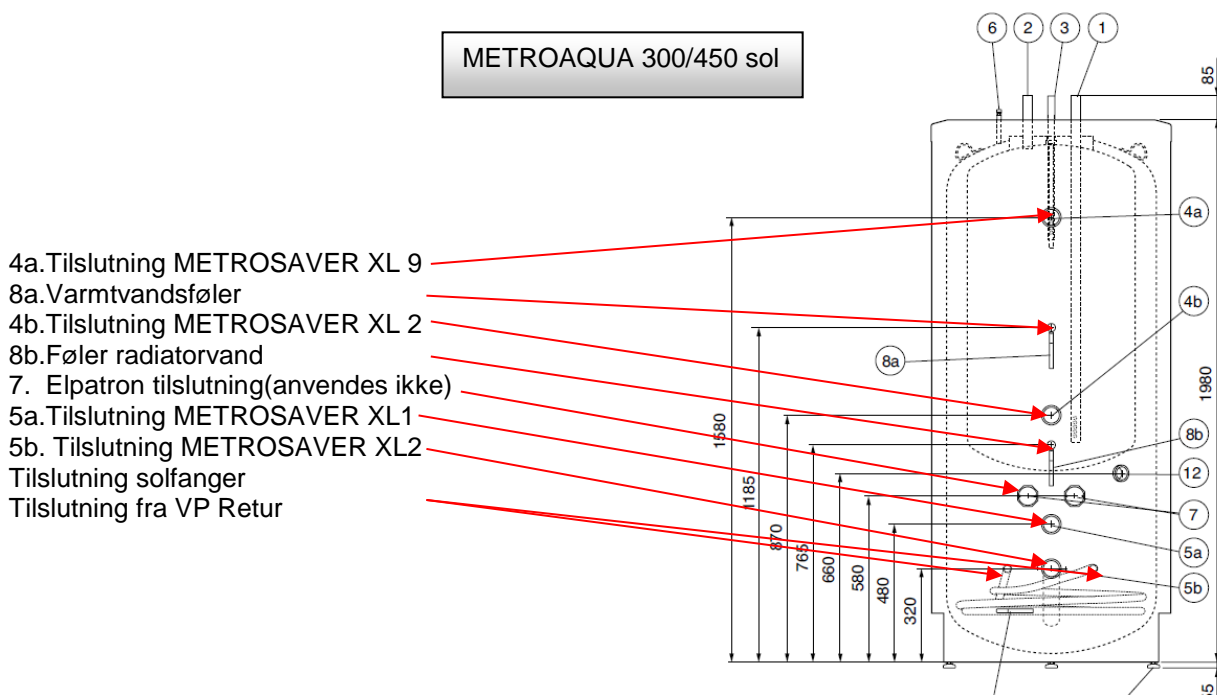 METROAQUA 300/450 sol
6 2 3 1
85
4a.Tilslutning METROSAVER XL 9
8a.Varmtvandsføler
4b.Tilslutning METROSAVER XL 2
8b.Føler radiatorvand
7. Elpatron tilslutning(anvendes ikke)
5a.Tilslutning METROSAVER XL1
5b. Tilslutning METROSAVER XL2
Tilslutning solfanger
Tilslutning fra VP Retur
4a
4b
8a
8b
12
7
5a
5b
1580
1185
870
765
660
580
480
320
1980